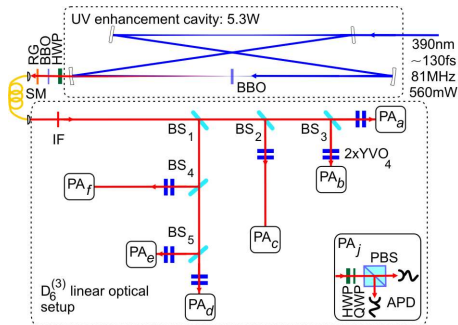 UV enhancement cavity: 5.3W
390nm
~130fs
81MHz
560mW
RG
BBO
HWP
SM
BBO
IF
BS1
BS2
BS3
PAa
2xYVO4
PAb
BS4
PAf
PAc
BS5
PAe
PAd
D6(3) linear optical
setup
PAj
PBS
HWP
QWP
APD